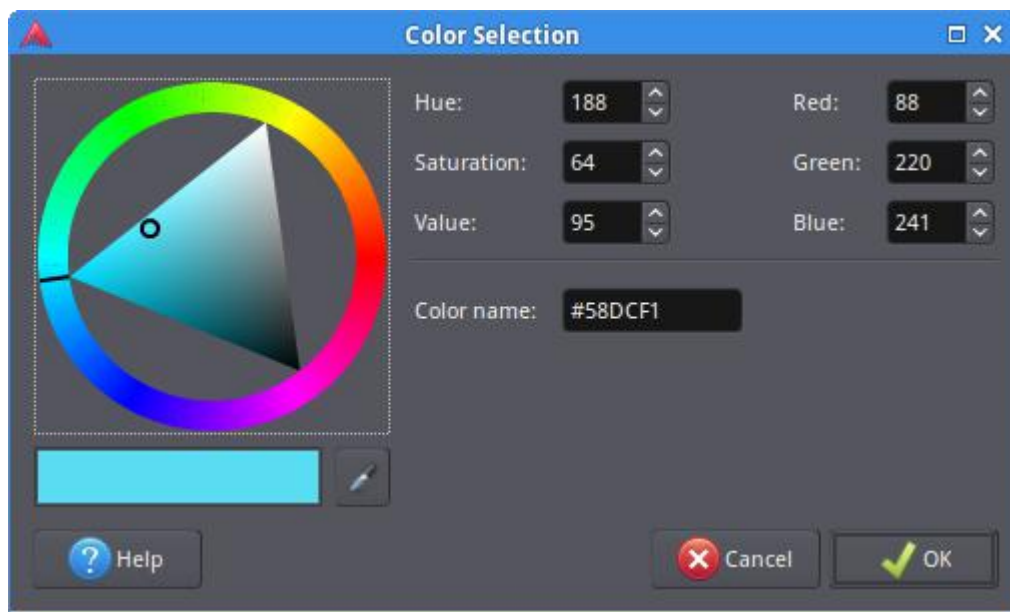 Color Selection
Hue: 188 Red: 88
Saturation: 64 Green: 220
Value: 95 Blue: 241
Color name: #58DCF1
? Help Cancel OK